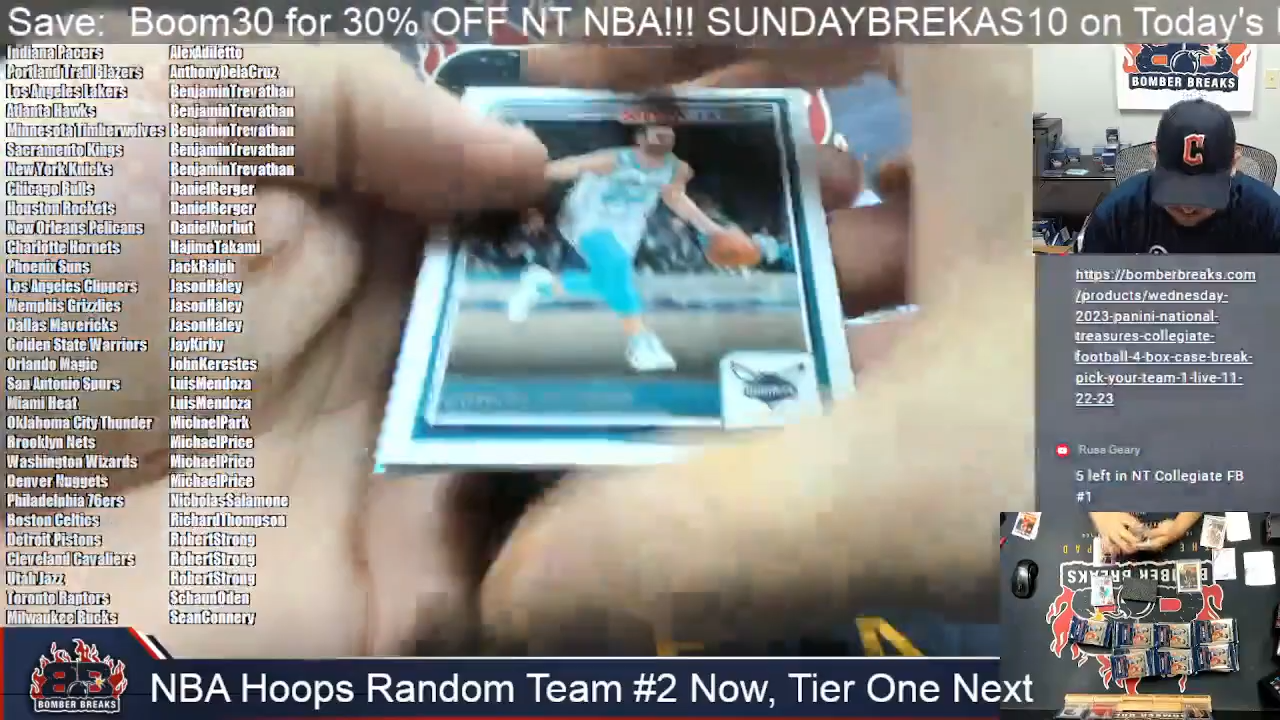 Save: Boom30 for 30% OFF NT NBA!!! SUNDAYBREKAS10 on Today's
Indiana Pacers AlexAdiletto
Portland Trail Blazers AnthonyDelaCruz
Los Angeles Lakers BenjaminTrevathan
Atlanta Hawks BenjaminTrevathan
Minnesota Timberwolves BenjaminTrevathan
Sacramento Kings BenjaminTrevathan
New York Knicks BenjaminTrevathan
Chicago Bulls DanielBerger
Houston Rockets DanielBerger
New Orleans Pelicans DanielNorhut
Charlotte Hornets HajimeTakami
Phoenix Suns JackRalph
Los Angeles Clippers JasonHaley
Memphis Grizzlies JasonHaley
Dallas Mavericks JasonHaley
Golden State Warriors JayKirby
Orlando Magic JohnKerestes
San Antonio Spurs LuisMendoza
Miami Heat LuisMendoza
Oklahoma City Thunder MichaelPark
Brooklyn Nets MichaelPrice
Washington Wizards MichaelPrice
Denver Nuggets MichaelPrice
Philadelphia 76ers NicholasSalamone
Boston Celtics RichardThompson
Detroit Pistons RobertStrong
Cleveland Cavaliers RobertStrong
Utah Jazz RobertStrong
Toronto Raptors SchaunOden
Milwaukee Bucks SeanConnery
BOMBER BREAKS
C
https://bomberbreaks.com
/products/wednesday-
2023-panini-national-
treasures-collegiate-
football-4-box-case-break-
pick-your-team-1-live-11-
22-23
Russ Geary
5 left in NT Collegiate FB
#1
BOMBER BREAKS
NBA Hoops Random Team #2 Now, Tier One Next